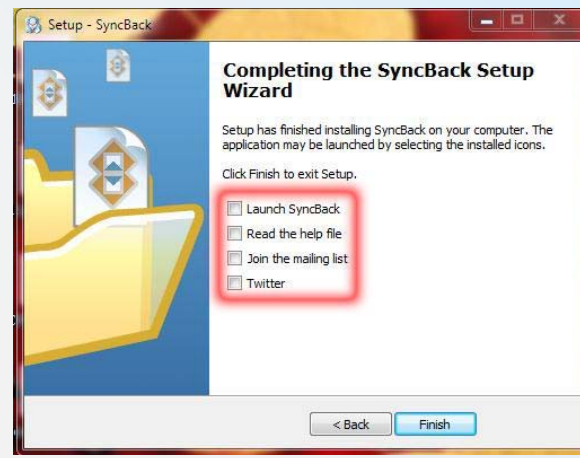 Setup - SyncBack
Completing the SyncBack Setup
Wizard
Setup has finished installing SyncBack on your computer. The
application may be launched by selecting the installed icons.
Click Finish to exit Setup.
Launch SyncBack
Read the help file
Join the mailing list
Twitter
< Back
Finish